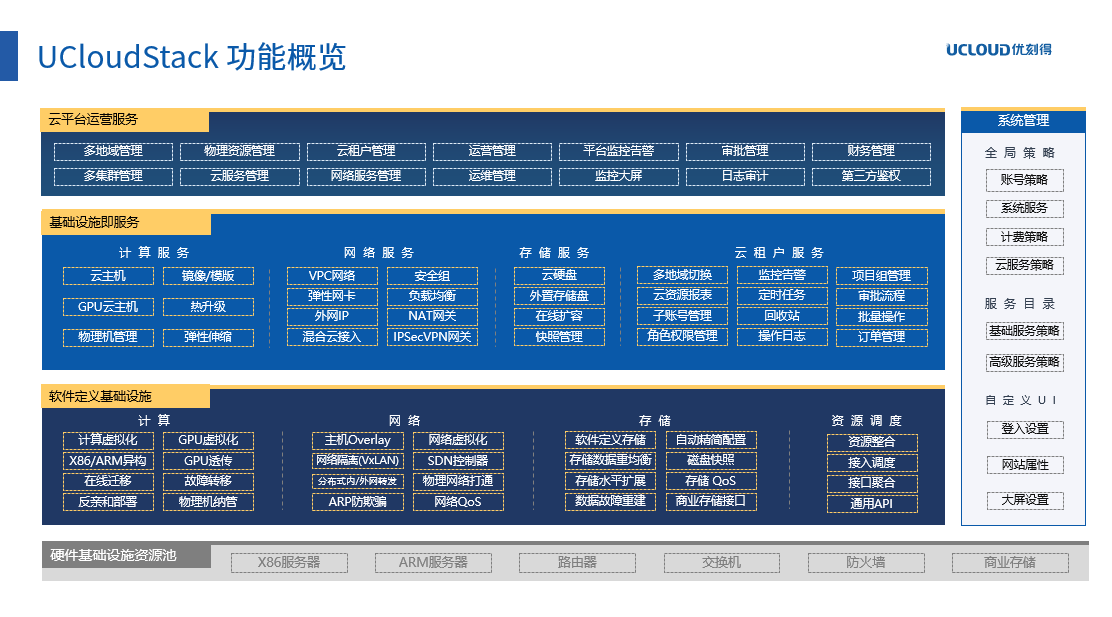 UCloudStack 功能概览
UCLOUD优刻得
云平台运营服务
多地域管理 物理资源管理 云租户管理 运营管理 平台监控告警 审批管理 财务管理
多集群管理 云服务管理 网络服务管理 运维管理 监控大屏 日志审计 第三方鉴权
基础设施即服务
计算服务 网络服务 存储服务 云租户服务
云主机 镜像/模版 VPC网络 安全组 云硬盘 多地域切换 监控告警 项目组管理
弹性网卡 负载均衡 外置存储盘 云资源报表 定时任务 审批流程
GPU云主机 热升级 外网IP NAT网关 在线扩容 子账号管理 回收站 批量操作
物理机管理 弹性伸缩 混合云接入 IPSecVPN网关 快照管理 角色权限管理 操作日志 订单管理
软件定义基础设施
计算 网络 存储 资源调度
计算虚拟化 GPU虚拟化 主机Overlay 网络虚拟化 软件定义存储 自动精简配置 资源整合
X86/ARM异构 GPU透传 网络隔离(VxLAN) SDN控制器 存储数据重均衡 磁盘快照 接入调度
在线迁移 故障转移 分布式内/外网转发 物理网络打通 存储水平扩展 存储 QoS 接口聚合
反亲和部署 物理机纳管 ARP防欺骗 网络QoS 数据故障重建 商业存储接口 通用API
系统管理
全局策略
账号策略
系统服务
计费策略
云服务策略
服务目录
基础服务策略
高级服务策略
自定义UI
登入设置
网站属性
大屏设置
硬件基础设施资源池
X86服务器 ARM服务器 路由器 交换机 防火墙 商业存储